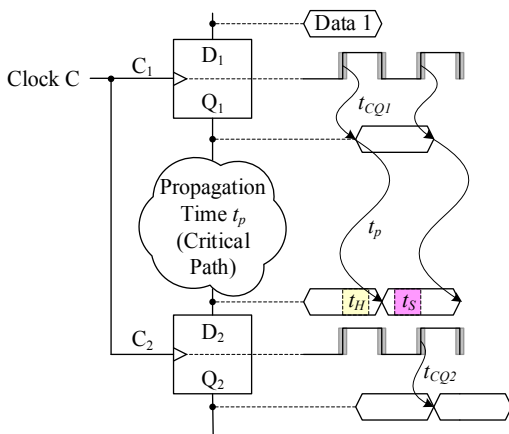 Data 1
D1
C1
Clock C
Q1
tCQ1
Propagation
Time tp
(Critical
Path)
tp
tH
tS
D2
C2
Q2
tCQ2